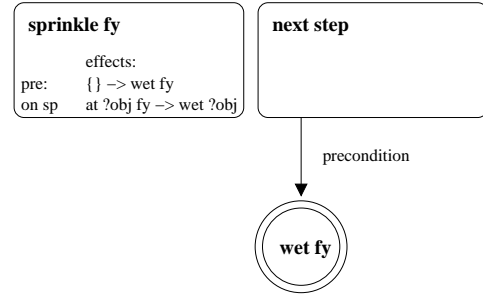 sprinkle fy
effects:
pre: {} –> wet fy
on sp at ?obj fy –> wet ?obj
next step
precondition
wet fy